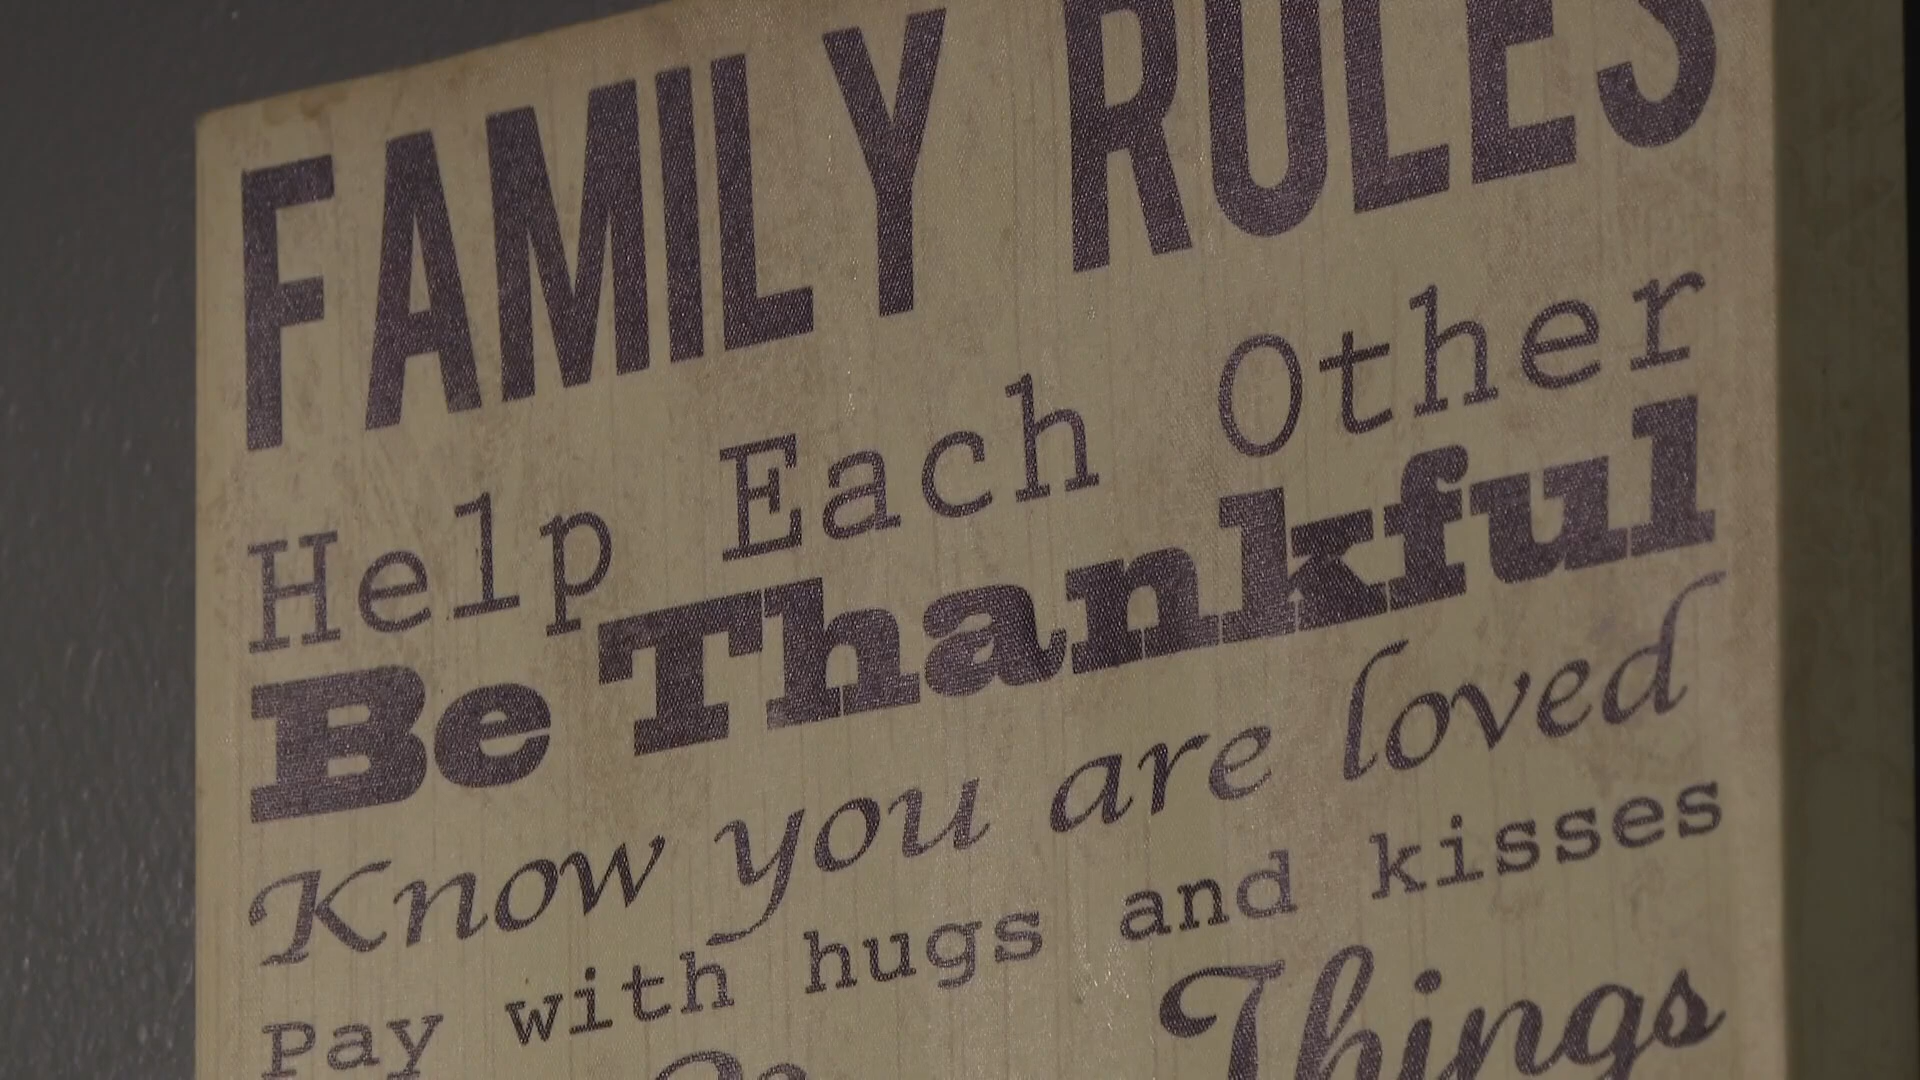 FAMILY RULES
Help Each Other
Be Thankful
Know you are loved
Pay with hugs and kisses
Things